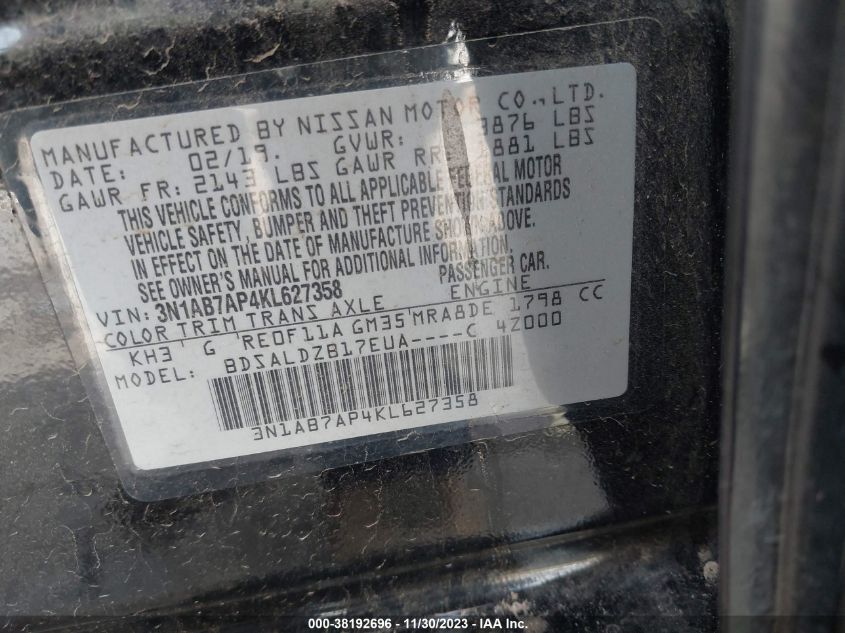 MANUFACTURED BY NISSAN MOTOR CO., LTD.
DATE: 02/19. GVWR: 3876 LBS
GAWR FR: 2143 LBS GAWR RR: 881 LBS
THIS VEHICLE CONFORMS TO ALL APPLICABLE FEDERAL MOTOR
VEHICLE SAFETY, BUMPER AND THEFT PREVENTION STANDARDS
IN EFFECT ON THE DATE OF MANUFACTURE SHOWN ABOVE.
SEE OWNER'S MANUAL FOR ADDITIONAL INFORMATION.
VIN: 3N1AB7AP4KL627358 PASSENGER CAR.
COLOR TRIM TRANS AXLE ENGINE
KH3 G 'RE0F11A GM35'MRA8DE 1798 CC
MODEL: BDSALDZB17EUA----C 4Z000
3N1AB7AP4KL627358
000-38192696 - 11/30/2023 - IAA Inc.